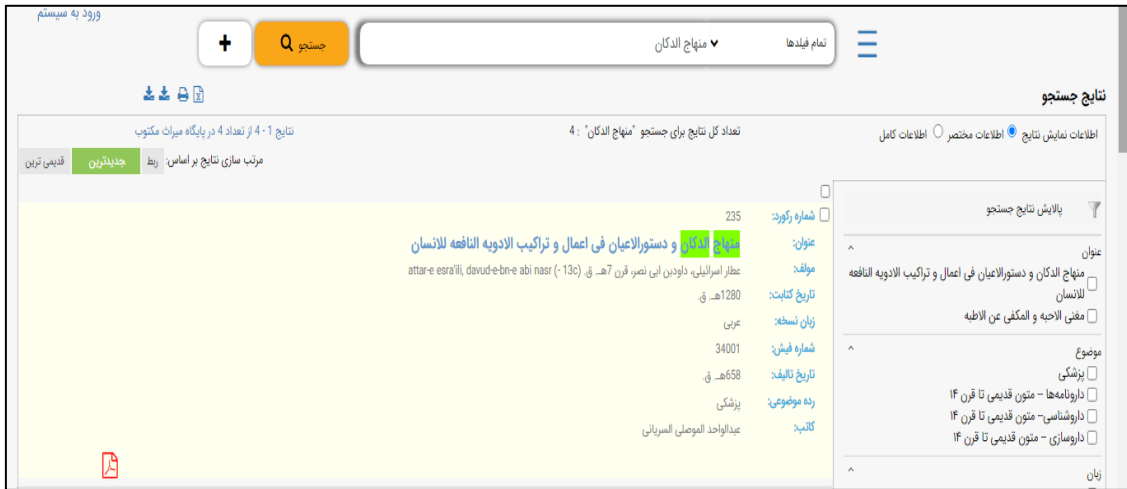 ورود به سیستم
تمام فیلدها منهاج الدکان جستجو +
نتایج جستجو
اطلاعات نمایش نتایج اطلاعات مختصر اطلاعات کامل
تعداد کل نتایج برای جستجو "منهاج الدکان" : 4
نتایج 1 - 4 از تعداد 4 در پایگاه میراث مکتوب
مرتب سازی نتایج بر اساس: ربط جدیدترین قدیمی ترین
پالایش نتایج جستجو
عنوان
منهاج الدکان و دستورالاعیان فی اعمال و تراکیب الادویه النافعه
للانسان
مغنی الاحبه و المکفی عن الاطبه
موضوع
پزشکی
دارونامه‌ها -- متون قدیمی تا قرن ۱۴
داروشناسی-- متون قدیمی تا قرن ۱۴
داروسازی -- متون قدیمی تا قرن ۱۴
زبان
شماره رکورد: 235
عنوان: منهاج الدکان و دستورالاعیان فی اعمال و تراکیب الادویه النافعه للانسان
مولف: عطار اسرائیلی، داودبن ابی نصر، قرن 7هـ. ق. attar-e esra'ili, davud-e-bn-e abi nasr (- 13c)
تاریخ کتابت: 1280هـ. ق.
زبان نسخه: عربی
شماره فیش: 34001
تاریخ تالیف: 658هـ. ق.
رده موضوعی: پزشکی
کاتب: عبدالواحد الموصلی السریانی